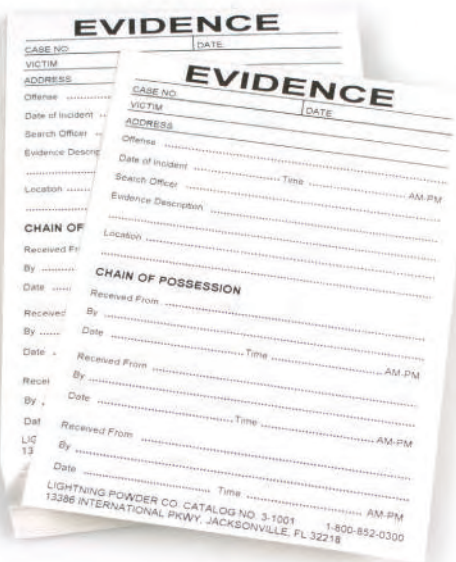 EVIDENCE
CASE NO.
DATE
VICTIM
ADDRESS
Offense
Date of Incident
Search Officer
Evidence Descrip
Location
CHAIN OF
Received Fr
By
Date
Received
By
Date
Recei
By
Dat
LIG
13
EVIDENCE
CASE NO. DATE
VICTIM
ADDRESS
Offense ........
Date of Incident ........ Time ........ AM-PM
Search Officer ........
Evidence Description ........
Location ........
CHAIN OF POSSESSION
Received From ........
By ........
Date ........ Time ........ AM-PM
Received From ........
By ........
Date ........ Time ........ AM-PM
Received From ........
By ........
Date ........ Time ........ AM-PM
LIGHTNING POWDER CO. CATALOG NO. 3-1001 1-800-852-0300
13386 INTERNATIONAL PKWY, JACKSONVILLE, FL 32218